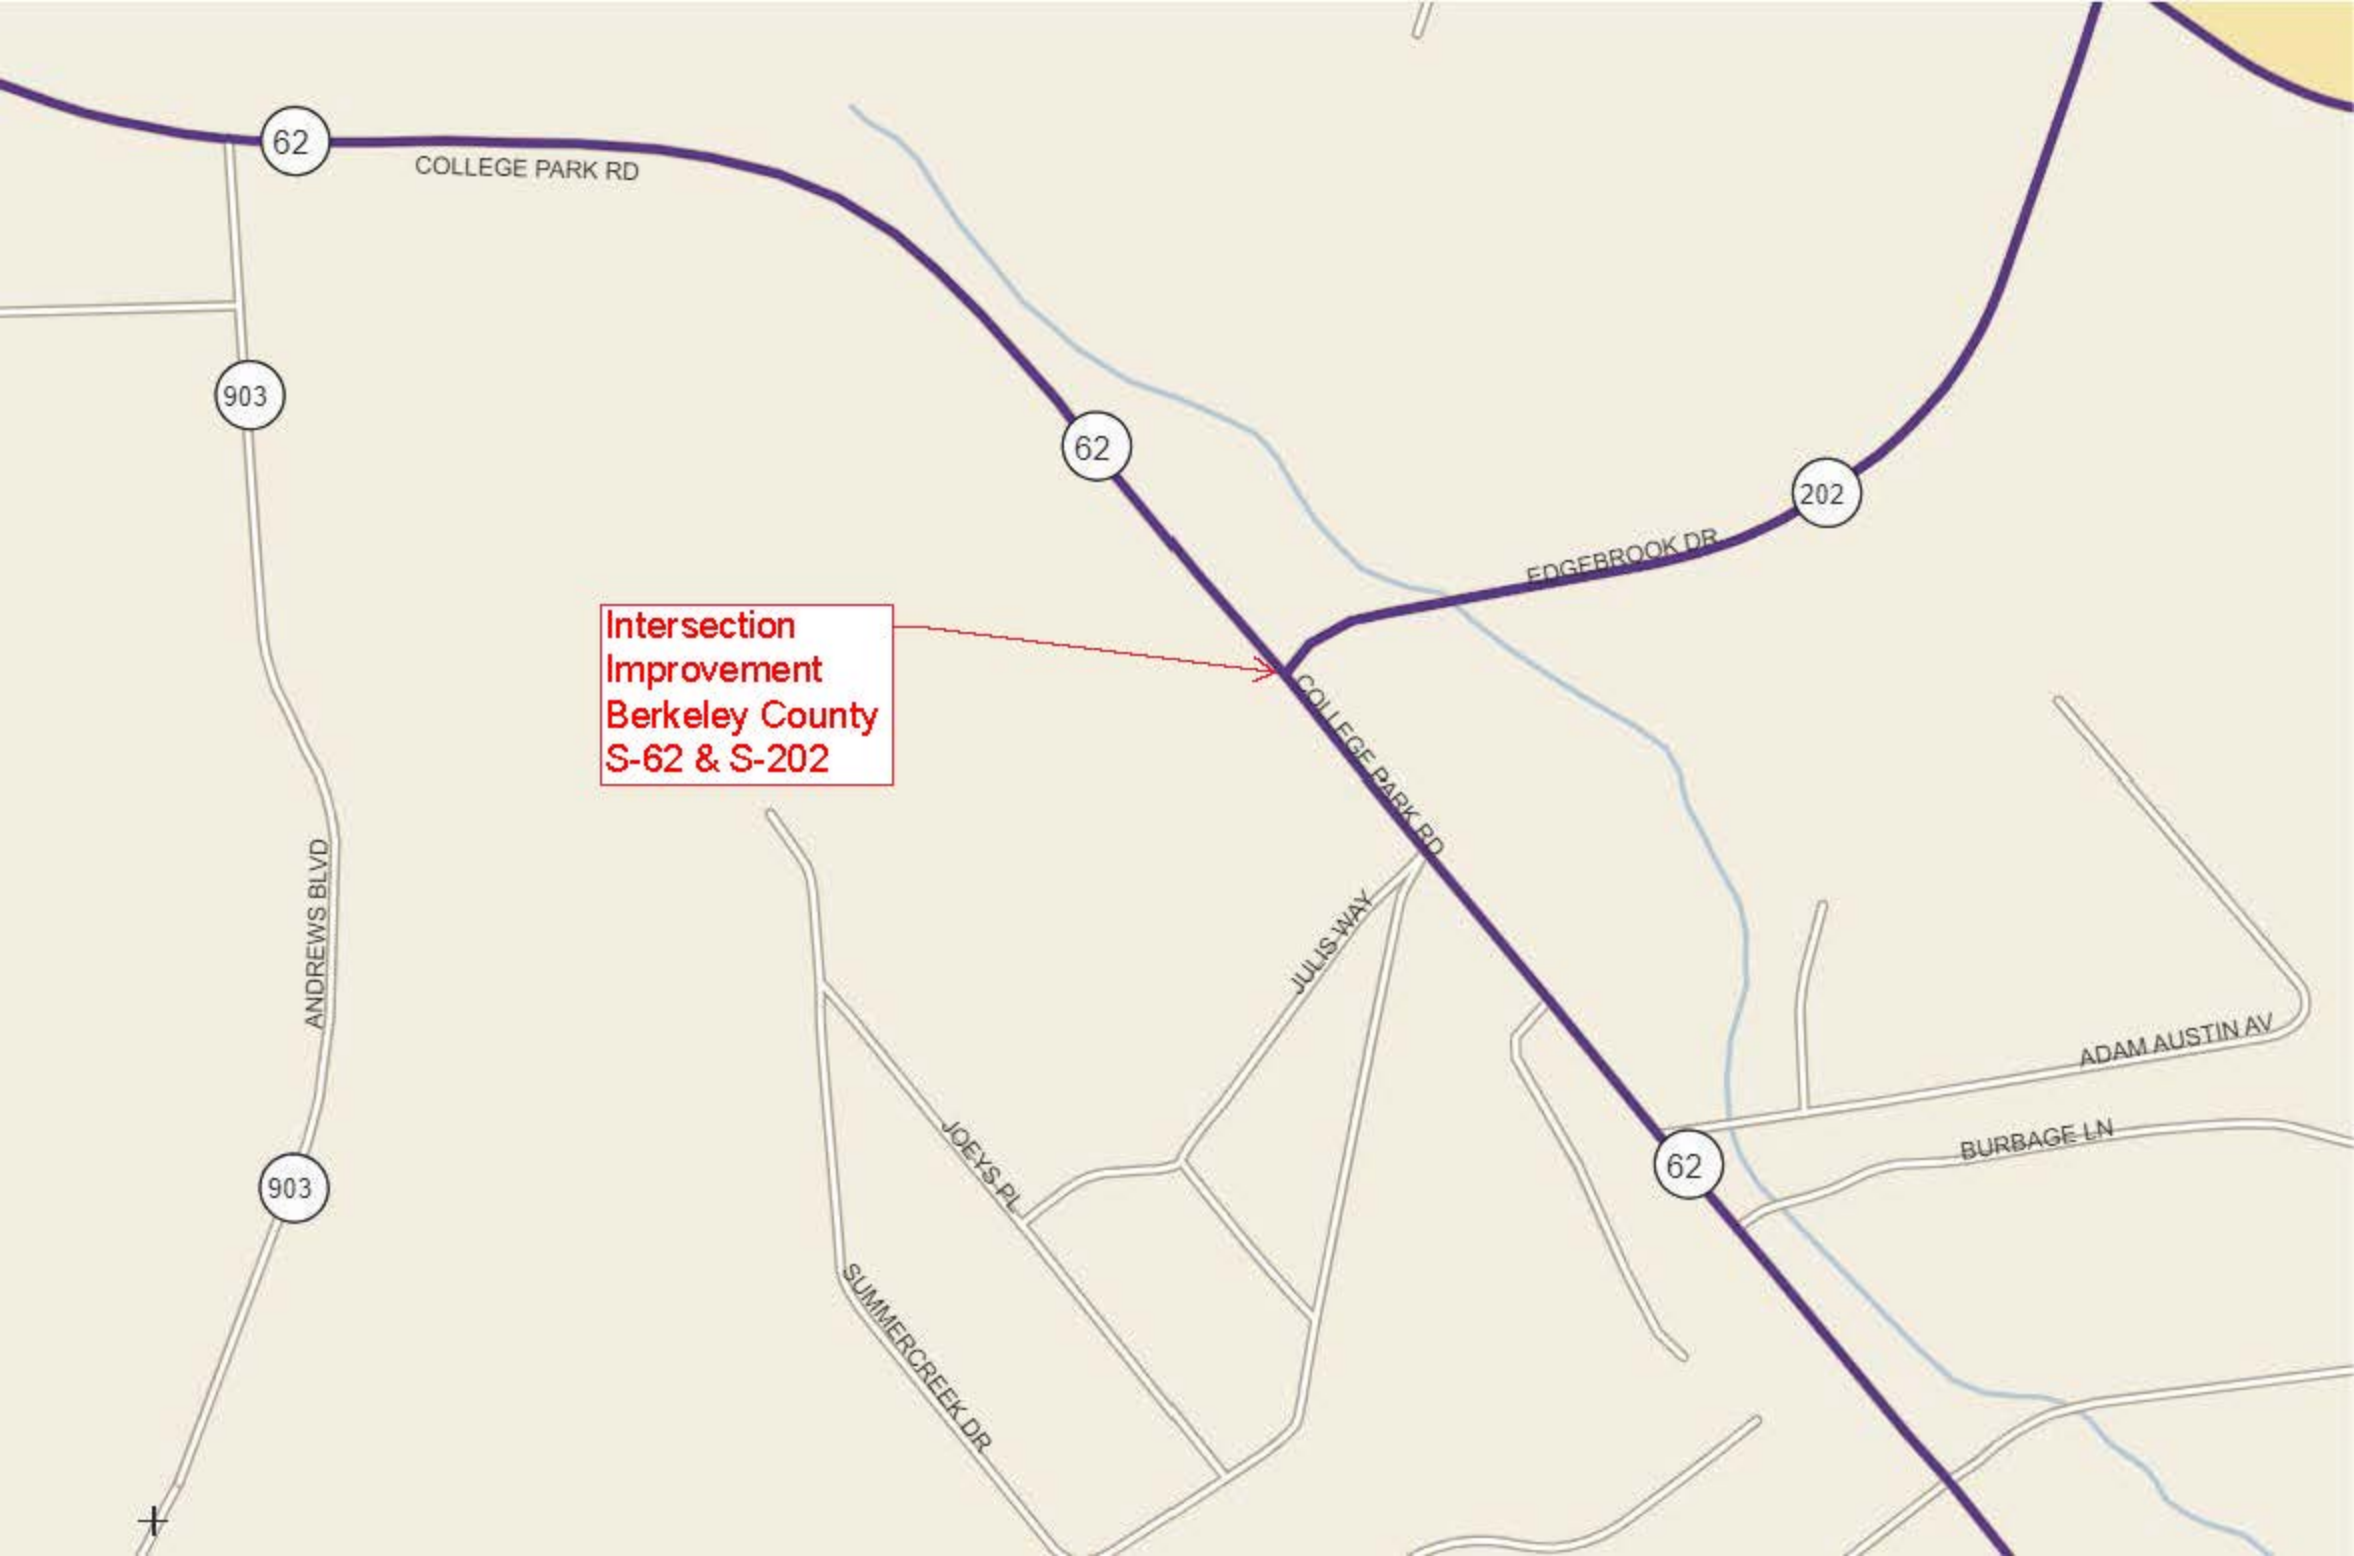 62
COLLEGE PARK RD
903
62
202
EDGEBROOK DR
Intersection
Improvement
Berkeley County
S-62 & S-202
COLLEGE PARK RD
ANDREWS BLVD
JULIS WAY
ADAM AUSTIN AV
BURBAGE LN
JOEYS PL
62
903
SUMMERCREEK DR